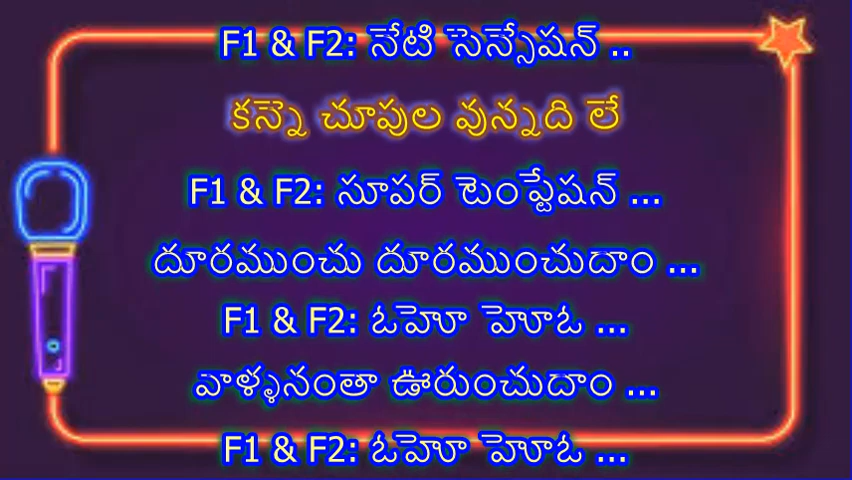 F1 & F2: నేటి సెన్సేషన్ ..
కన్నె చూపుల వున్నది లే
F1 & F2: సూపర్ టెంప్టేషన్ ...
దూరముంచు దూరముంచుదాం ...
F1 & F2: ఓహెూ హెూఓ ...
వాళ్ళనంతా ఊరుంచుదాం ...
F1 & F2: ఓహెూ హెూఓ ...